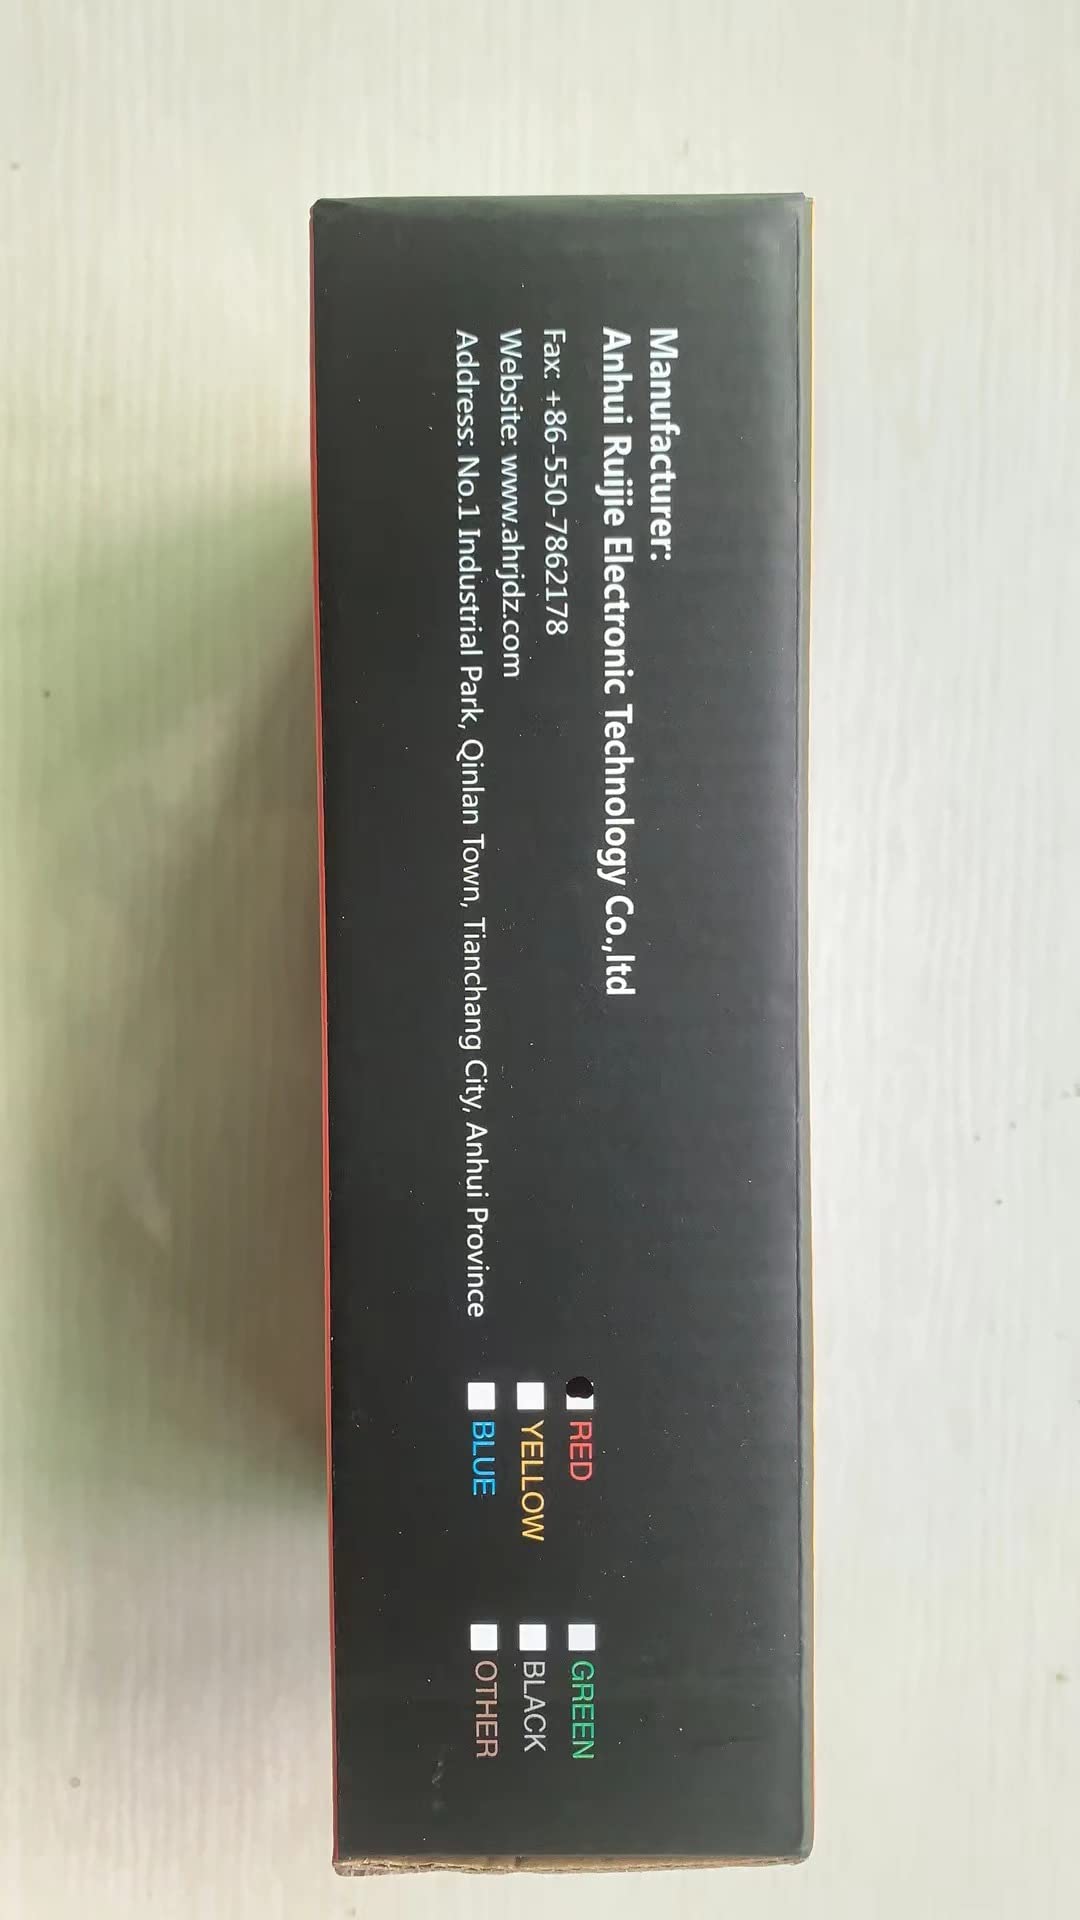 Manufacturer:
Anhui Ruijie Electronic Technology Co.,ltd
Fax: +86-550-7862178
Website: www.ahrjdz.com
Address: No.1 Industrial Park, Qinlan Town, Tianchang City, Anhui Province
RED GREEN
YELLOW BLACK
BLUE OTHER